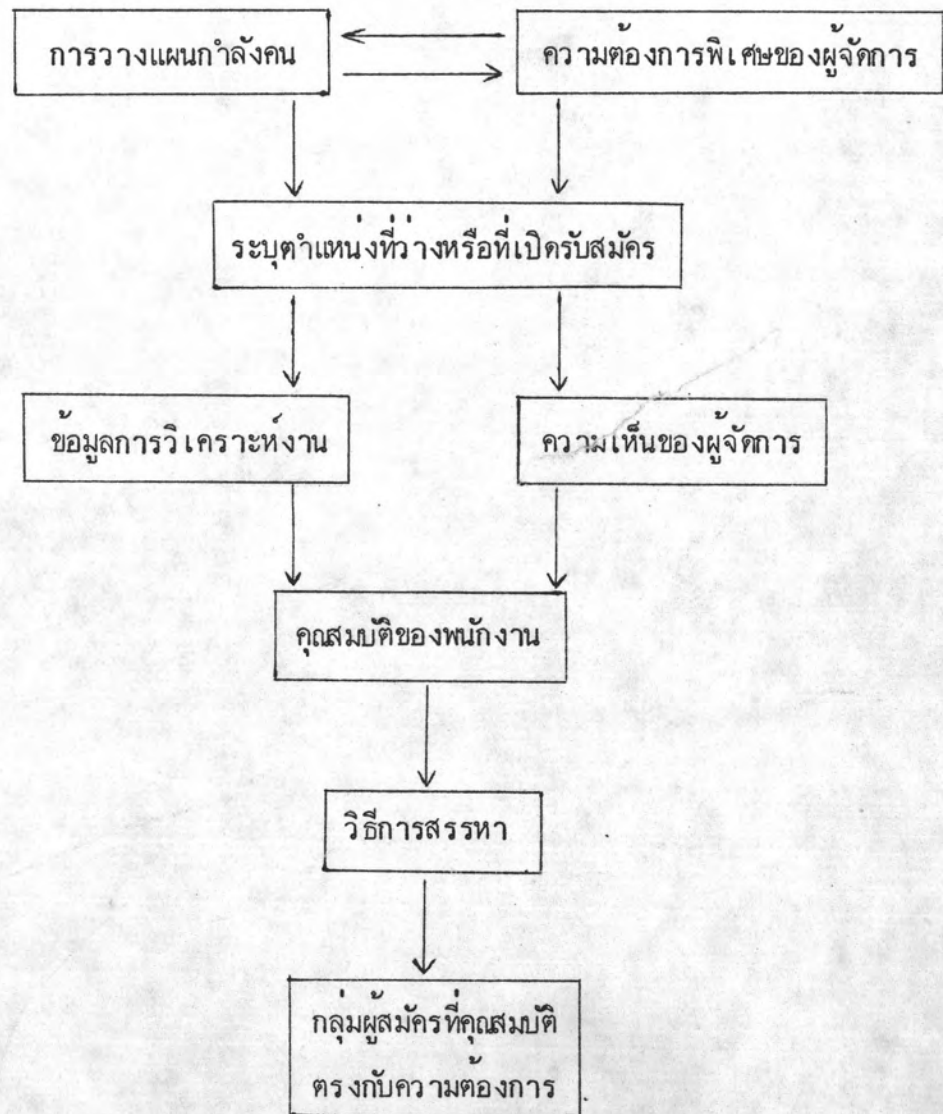 การวางแผนกำลังคน
ความต้องการพิเศษของผู้จัดการ
ระบุตำแหน่งที่ว่างหรือที่เปิดรับสมัคร
ข้อมูลการวิเคราะห์งาน
ความเห็นของผู้จัดการ
คุณสมบัติของพนักงาน
วิธีการสรรหา
กลุ่มผู้สมัครที่คุณสมบัติ
ตรงกับความต้องการ